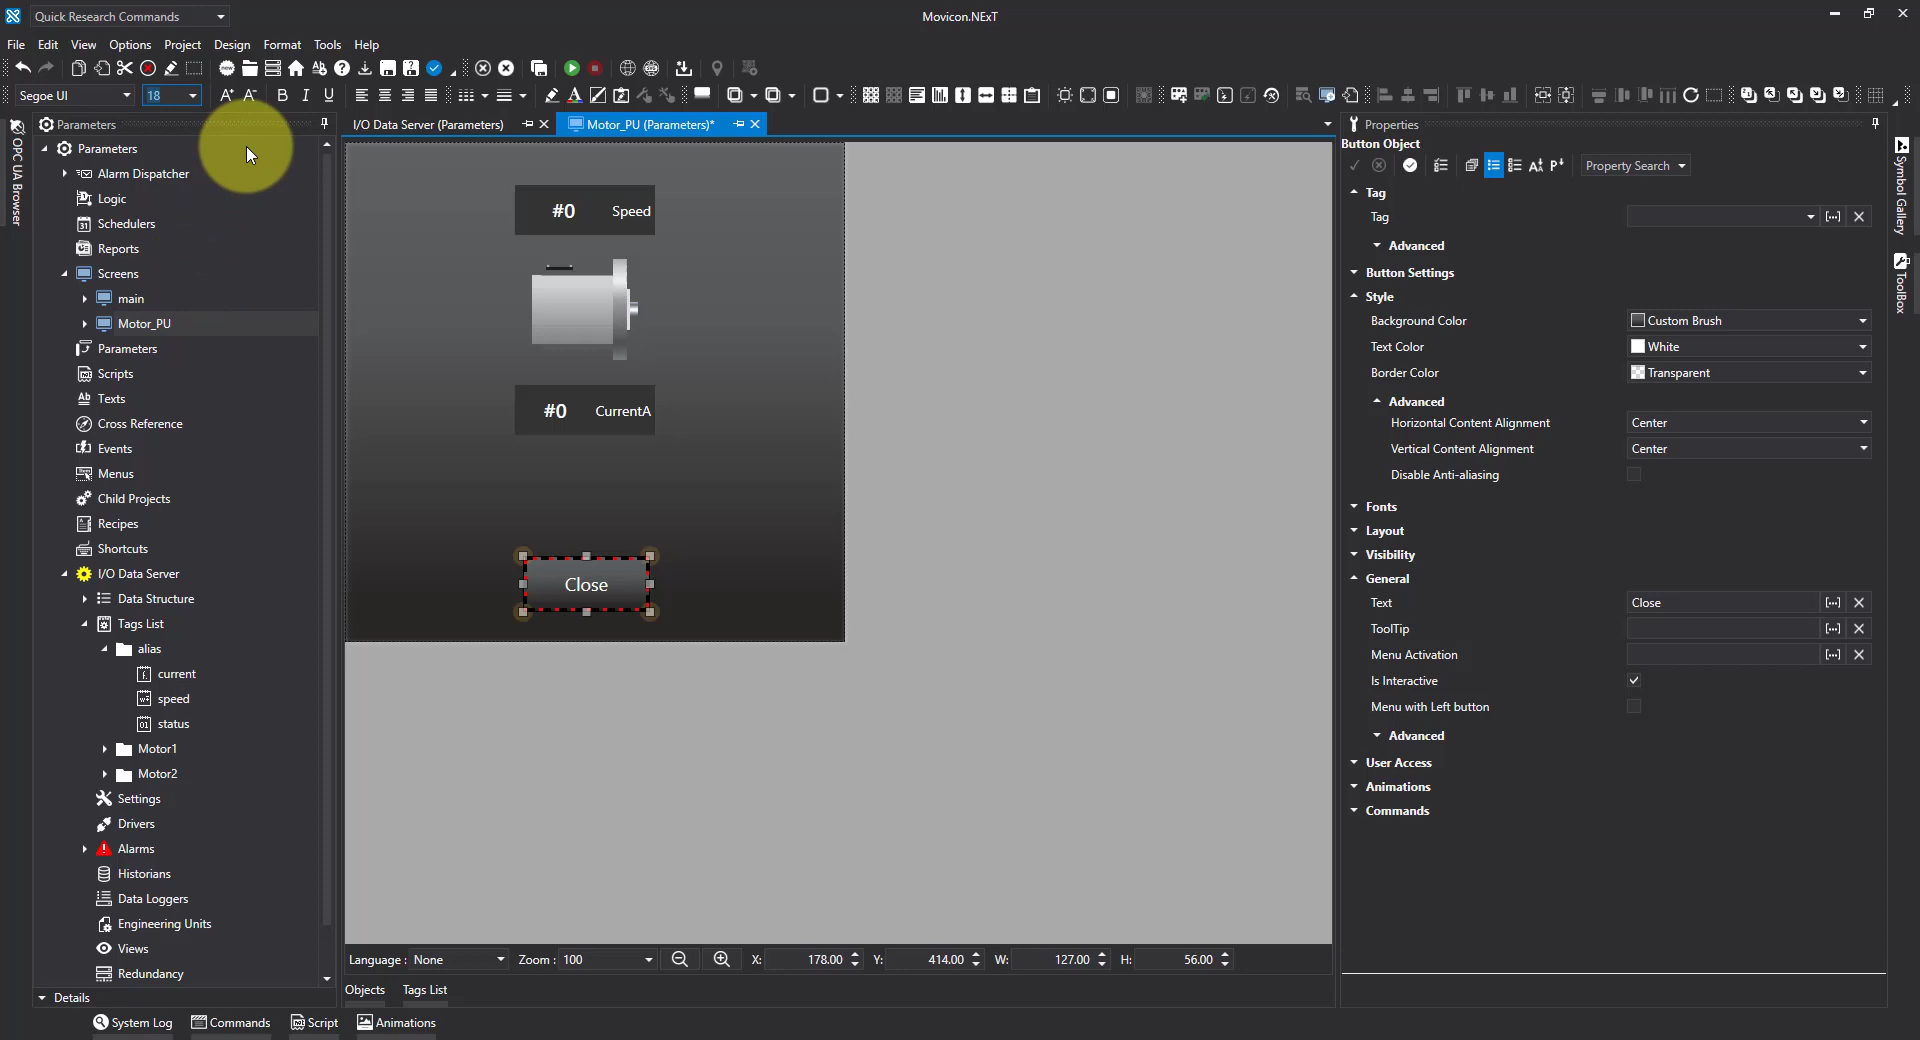 Quick Research Commands
Movicon.NExT
File Edit View Options Project Design Format Tools Help
Segoe UI 18
OPC UA Browser
Parameters
Parameters
Alarm Dispatcher
Logic
Schedulers
Reports
Screens
main
Motor_PU
Parameters
Scripts
Texts
Cross Reference
Events
Menus
Child Projects
Recipes
Shortcuts
I/O Data Server
Data Structure
Tags List
alias
current
speed
status
Motor1
Motor2
Settings
Drivers
Alarms
Historians
Data Loggers
Engineering Units
Views
Redundancy
Details
I/O Data Server (Parameters)
Motor_PU (Parameters)*
#0 Speed
#0 CurrentA
Close
Language : None Zoom : 100 X: 178.00 Y: 414.00 W: 127.00 H: 56.00
Objects Tags List
System Log Commands Script Animations
Properties
Button Object
Property Search
Tag
Tag
Advanced
Button Settings
Style
Background Color Custom Brush
Text Color White
Border Color Transparent
Advanced
Horizontal Content Alignment Center
Vertical Content Alignment Center
Disable Anti-aliasing
Fonts
Layout
Visibility
General
Text Close
ToolTip
Menu Activation
Is Interactive
Menu with Left button
Advanced
User Access
Animations
Commands
Symbol Gallery
ToolBox